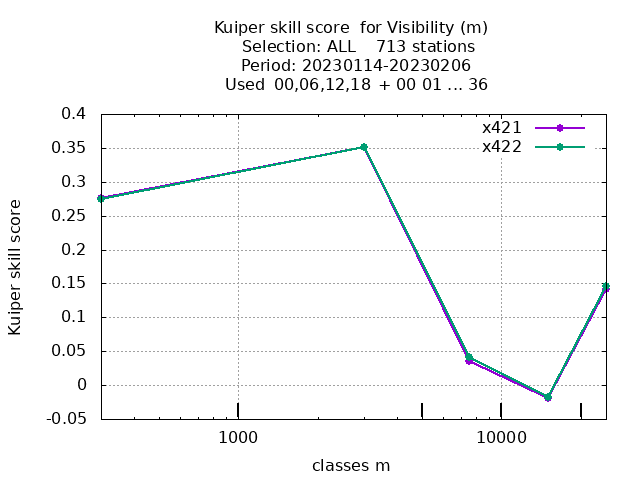 Kuiper skill score  for Visibility (m)
Selection: ALL    713 stations
Period: 20230114-20230206
Used  00,06,12,18  + 00 01 ... 36
x421
x422
0.4
0.35
0.3
0.25
0.2
0.15
0.1
0.05
0
-0.05
Kuiper skill score
1000
10000
classes m